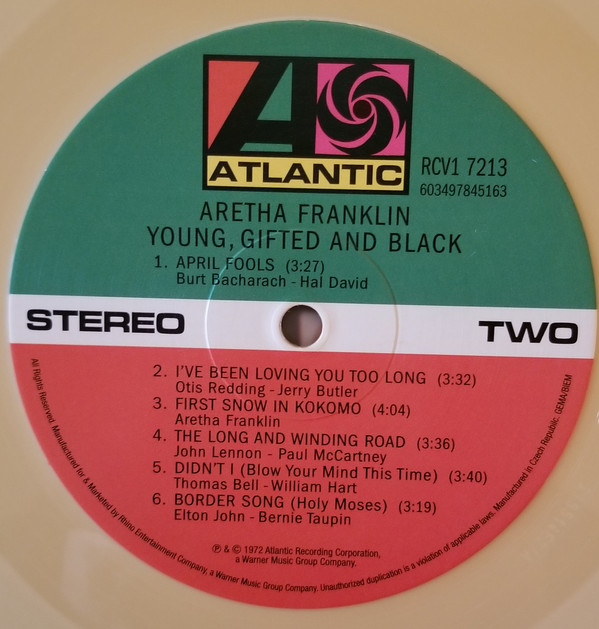 ATLANTIC
RCV1 7213
603497845163
ARETHA FRANKLIN
YOUNG, GIFTED AND BLACK
1. APRIL FOOLS (3:27)
Burt Bacharach - Hal David
STEREO
TWO
2. I'VE BEEN LOVING YOU TOO LONG (3:32)
Otis Redding - Jerry Butler
3. FIRST SNOW IN KOKOMO (4:04)
Aretha Franklin
4. THE LONG AND WINDING ROAD (3:36)
John Lennon - Paul McCartney
5. DIDN'T I (Blow Your Mind This Time) (3:40)
Thomas Bell - William Hart
6. BORDER SONG (Holy Moses) (3:19)
Elton John - Bernie Taupin
℗ & © 1972 Atlantic Recording Corporation,
a Warner Music Group Company.
All Rights Reserved. Manufactured for & Marketed by Rhino Entertainment Company, a Warner Music Group Company. Unauthorized duplication is a violation of applicable laws. Manufactured in Czech Republic. GEMA/BIEM